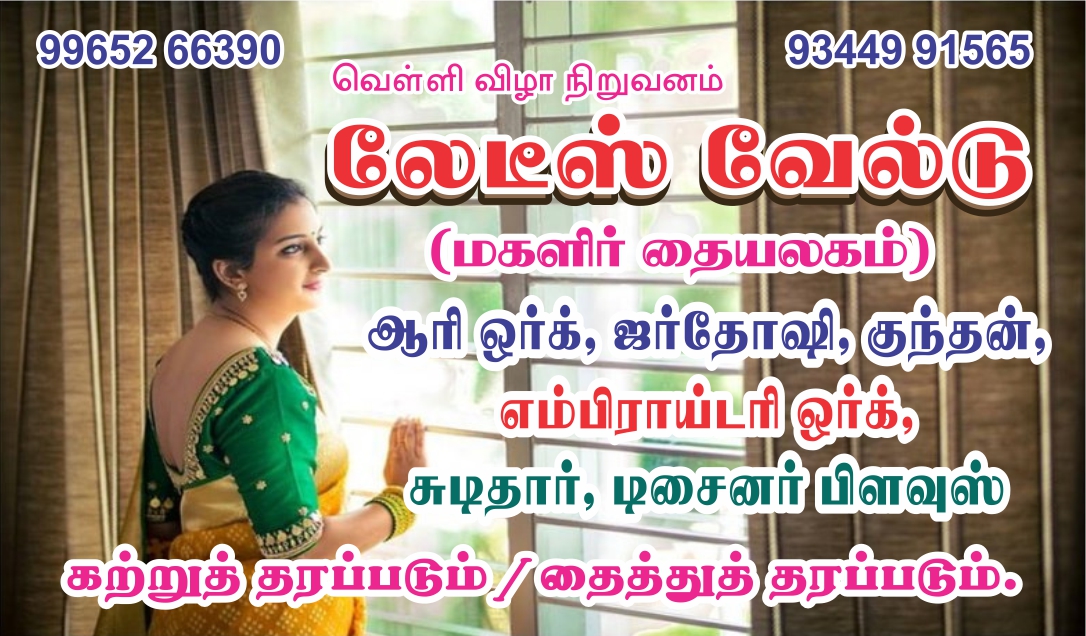 99652 66390
93449 91565
வெள்ளி விழா நிறுவனம்
லேடீஸ் வேல்டு
(மகளிர் தையலகம்)
ஆரி ஒர்க், ஜர்தோஷி, குந்தன்,
எம்பிராய்டரி ஒர்க்,
சுடிதார், டிசைனர் பிளவுஸ்
கற்றுத் தரப்படும் / தைத்துத் தரப்படும்.